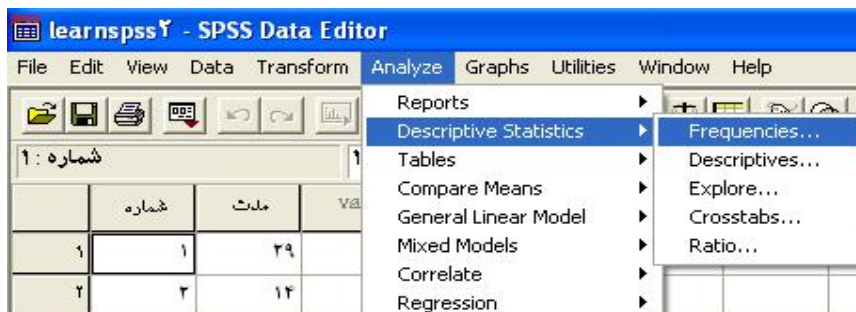 learnspss۲ - SPSS Data Editor
File Edit View Data Transform Analyze Graphs Utilities Window Help
Reports
Descriptive Statistics
Frequencies...
۱ : شماره
۱
Tables
Descriptives...
Compare Means
Explore...
شماره مدت
General Linear Model
Crosstabs...
۱ ۱ ۲۹
Mixed Models
Ratio...
Correlate
۲ ۲ ۱۴
Regression